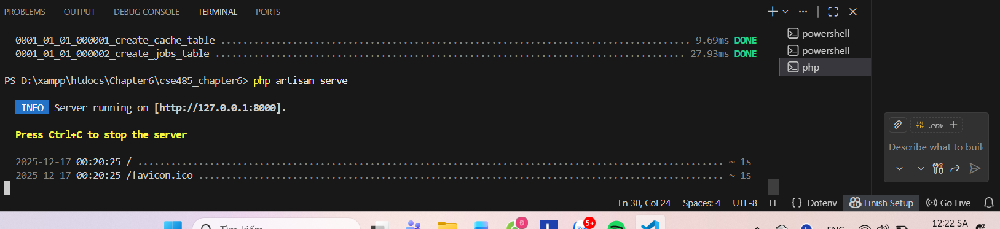 PROBLEMS OUTPUT DEBUG CONSOLE TERMINAL PORTS
0001_01_01_000001_create_cache_table ........................................ 9.69ms DONE
0001_01_01_000002_create_jobs_table ........................................ 27.93ms DONE
PS D:\xampp\htdocs\Chapter6\cse485_chapter6> php artisan serve
INFO Server running on [http://127.0.0.1:8000].
Press Ctrl+C to stop the server
2025-12-17 00:20:25 / ........................................ ~ 1s
2025-12-17 00:20:25 /favicon.ico ........................................ ~ 1s
powershell
powershell
php
.env
Describe what to buil
Ln 30, Col 24 Spaces: 4 UTF-8 LF {} Dotenv Finish Setup Go Live
Tìm kiếm
5+
Đ
ENG
12:22 SA